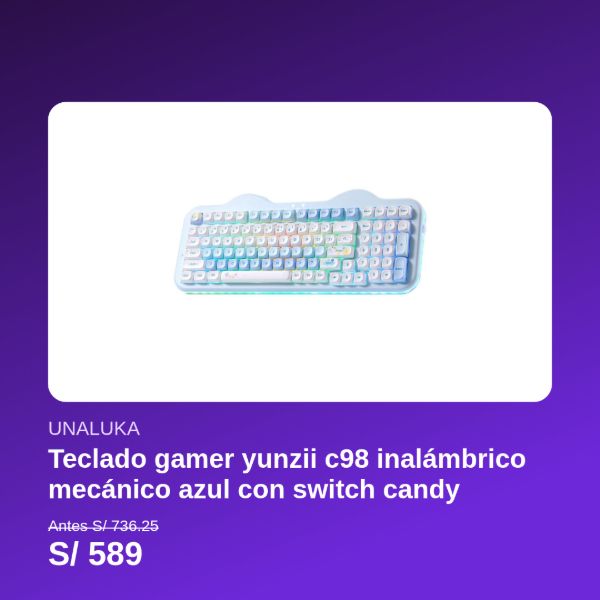 UNALUKA
Teclado gamer yunzii c98 inalámbrico
mecánico azul con switch candy
Antes S/ 736.25
S/ 589